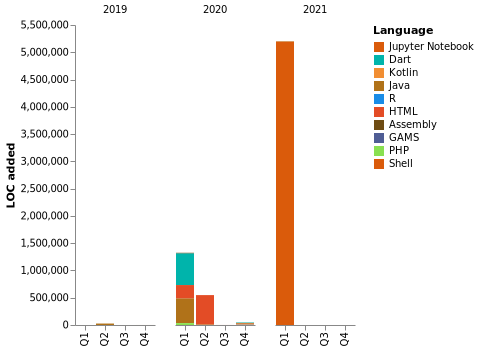 2019 2020 2021
Language
Jupyter Notebook
Dart
Kotlin
Java
R
HTML
Assembly
GAMS
PHP
Shell
LOC added
5,500,000
5,000,000
4,500,000
4,000,000
3,500,000
3,000,000
2,500,000
2,000,000
1,500,000
1,000,000
500,000
0
Q1 Q2 Q3 Q4 Q1 Q2 Q3 Q4 Q1 Q2 Q3 Q4